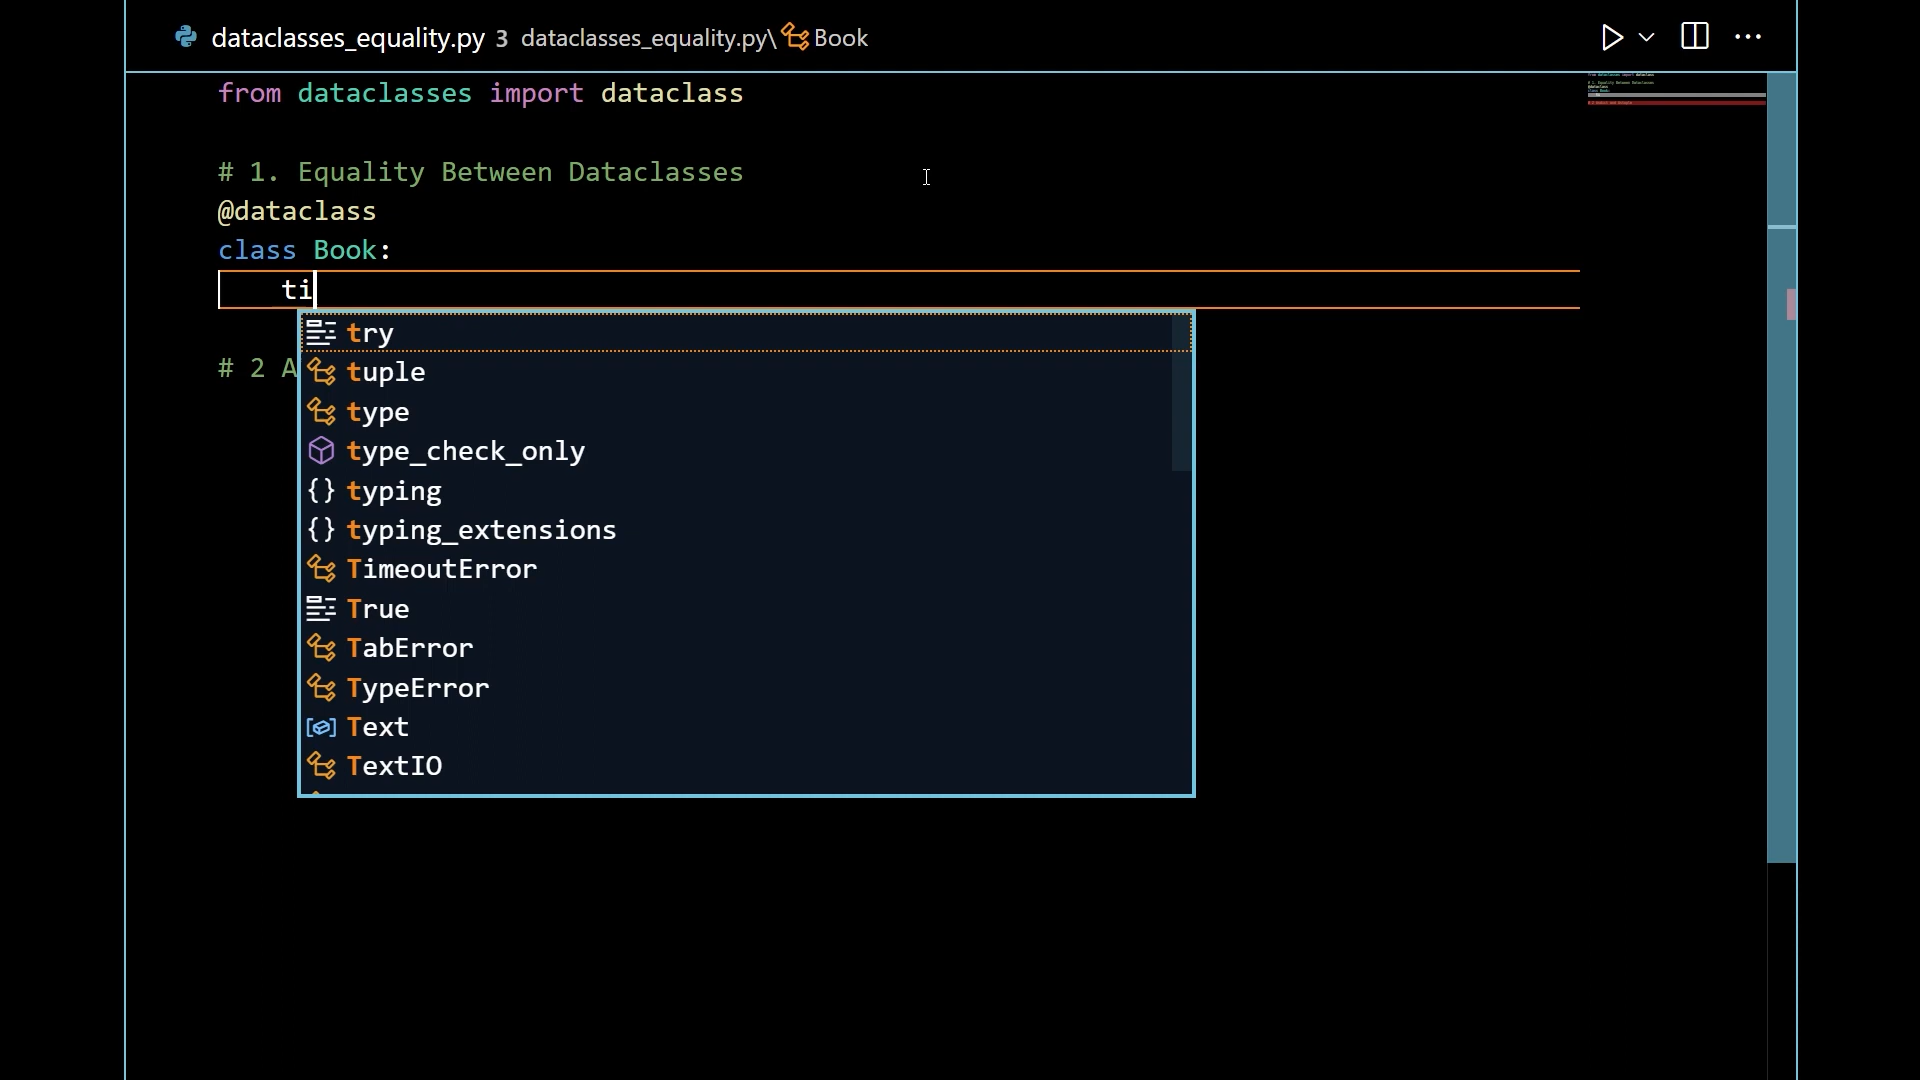 dataclasses_equality.py 3 dataclasses_equality.py\ Book
from dataclasses import dataclass
# 1. Equality Between Dataclasses
@dataclass
class Book:
ti
try
# 2 A
tuple
type
type_check_only
{} typing
{} typing_extensions
TimeoutError
True
TabError
TypeError
Text
TextIO